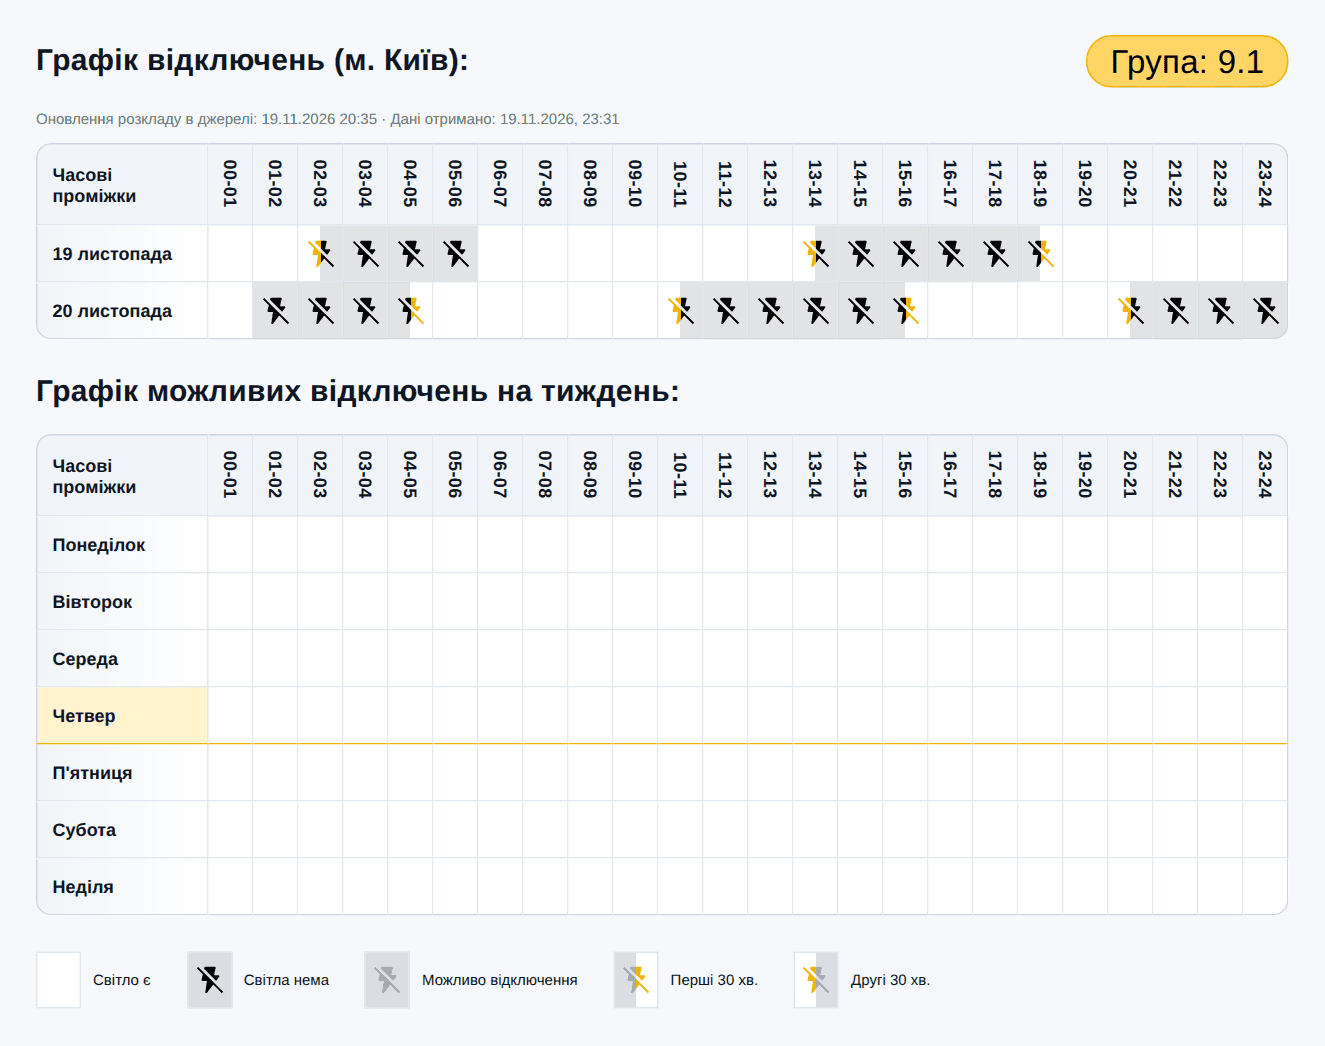 Графік відключень (м. Київ):
Група: 9.1
Оновлення розкладу в джерелі: 19.11.2026 20:35 · Дані отримано: 19.11.2026, 23:31
Часові
проміжки
00-01 01-02 02-03 03-04 04-05 05-06 06-07 07-08 08-09 09-10 10-11 11-12 12-13 13-14 14-15 15-16 16-17 17-18 18-19 19-20 20-21 21-22 22-23 23-24
19 листопада
20 листопада
Графік можливих відключень на тиждень:
Часові
проміжки
00-01 01-02 02-03 03-04 04-05 05-06 06-07 07-08 08-09 09-10 10-11 11-12 12-13 13-14 14-15 15-16 16-17 17-18 18-19 19-20 20-21 21-22 22-23 23-24
Понеділок
Вівторок
Середа
Четвер
П'ятниця
Субота
Неділя
Світло є Світла нема Можливо відключення Перші 30 хв. Другі 30 хв.